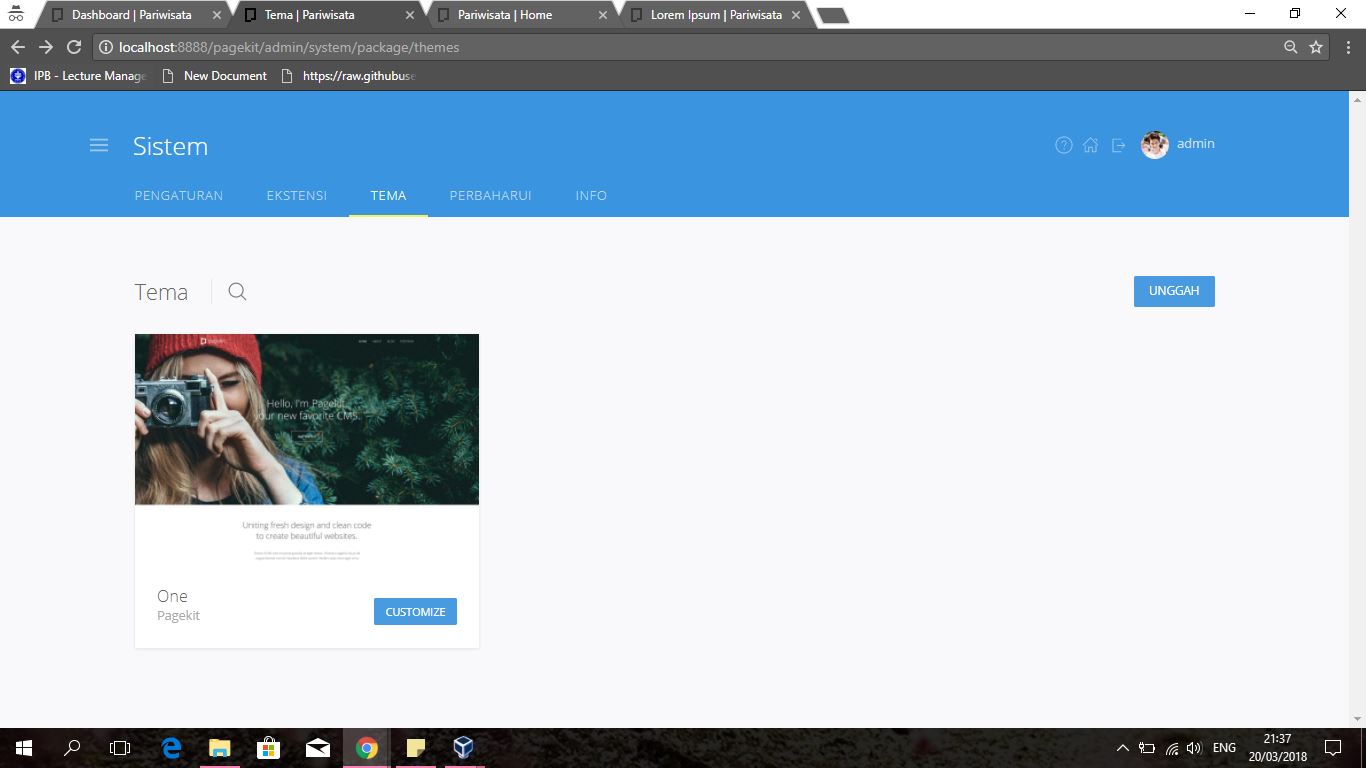 Dashboard | Pariwisata
Tema | Pariwisata
Pariwisata | Home
Lorem Ipsum | Pariwisata
localhost:8888/pagekit/admin/system/package/themes
IPB - Lecture Manage
New Document
https://raw.githubuse
Sistem
admin
PENGATURAN
EKSTENSI
TEMA
PERBAHARUI
INFO
Tema
UNGGAH
Hello, I'm Pagekit,
your new favorite CMS.
Uniting fresh design and clean code
to create beautiful websites.
One
Pagekit
CUSTOMIZE
ENG
21:37
20/03/2018